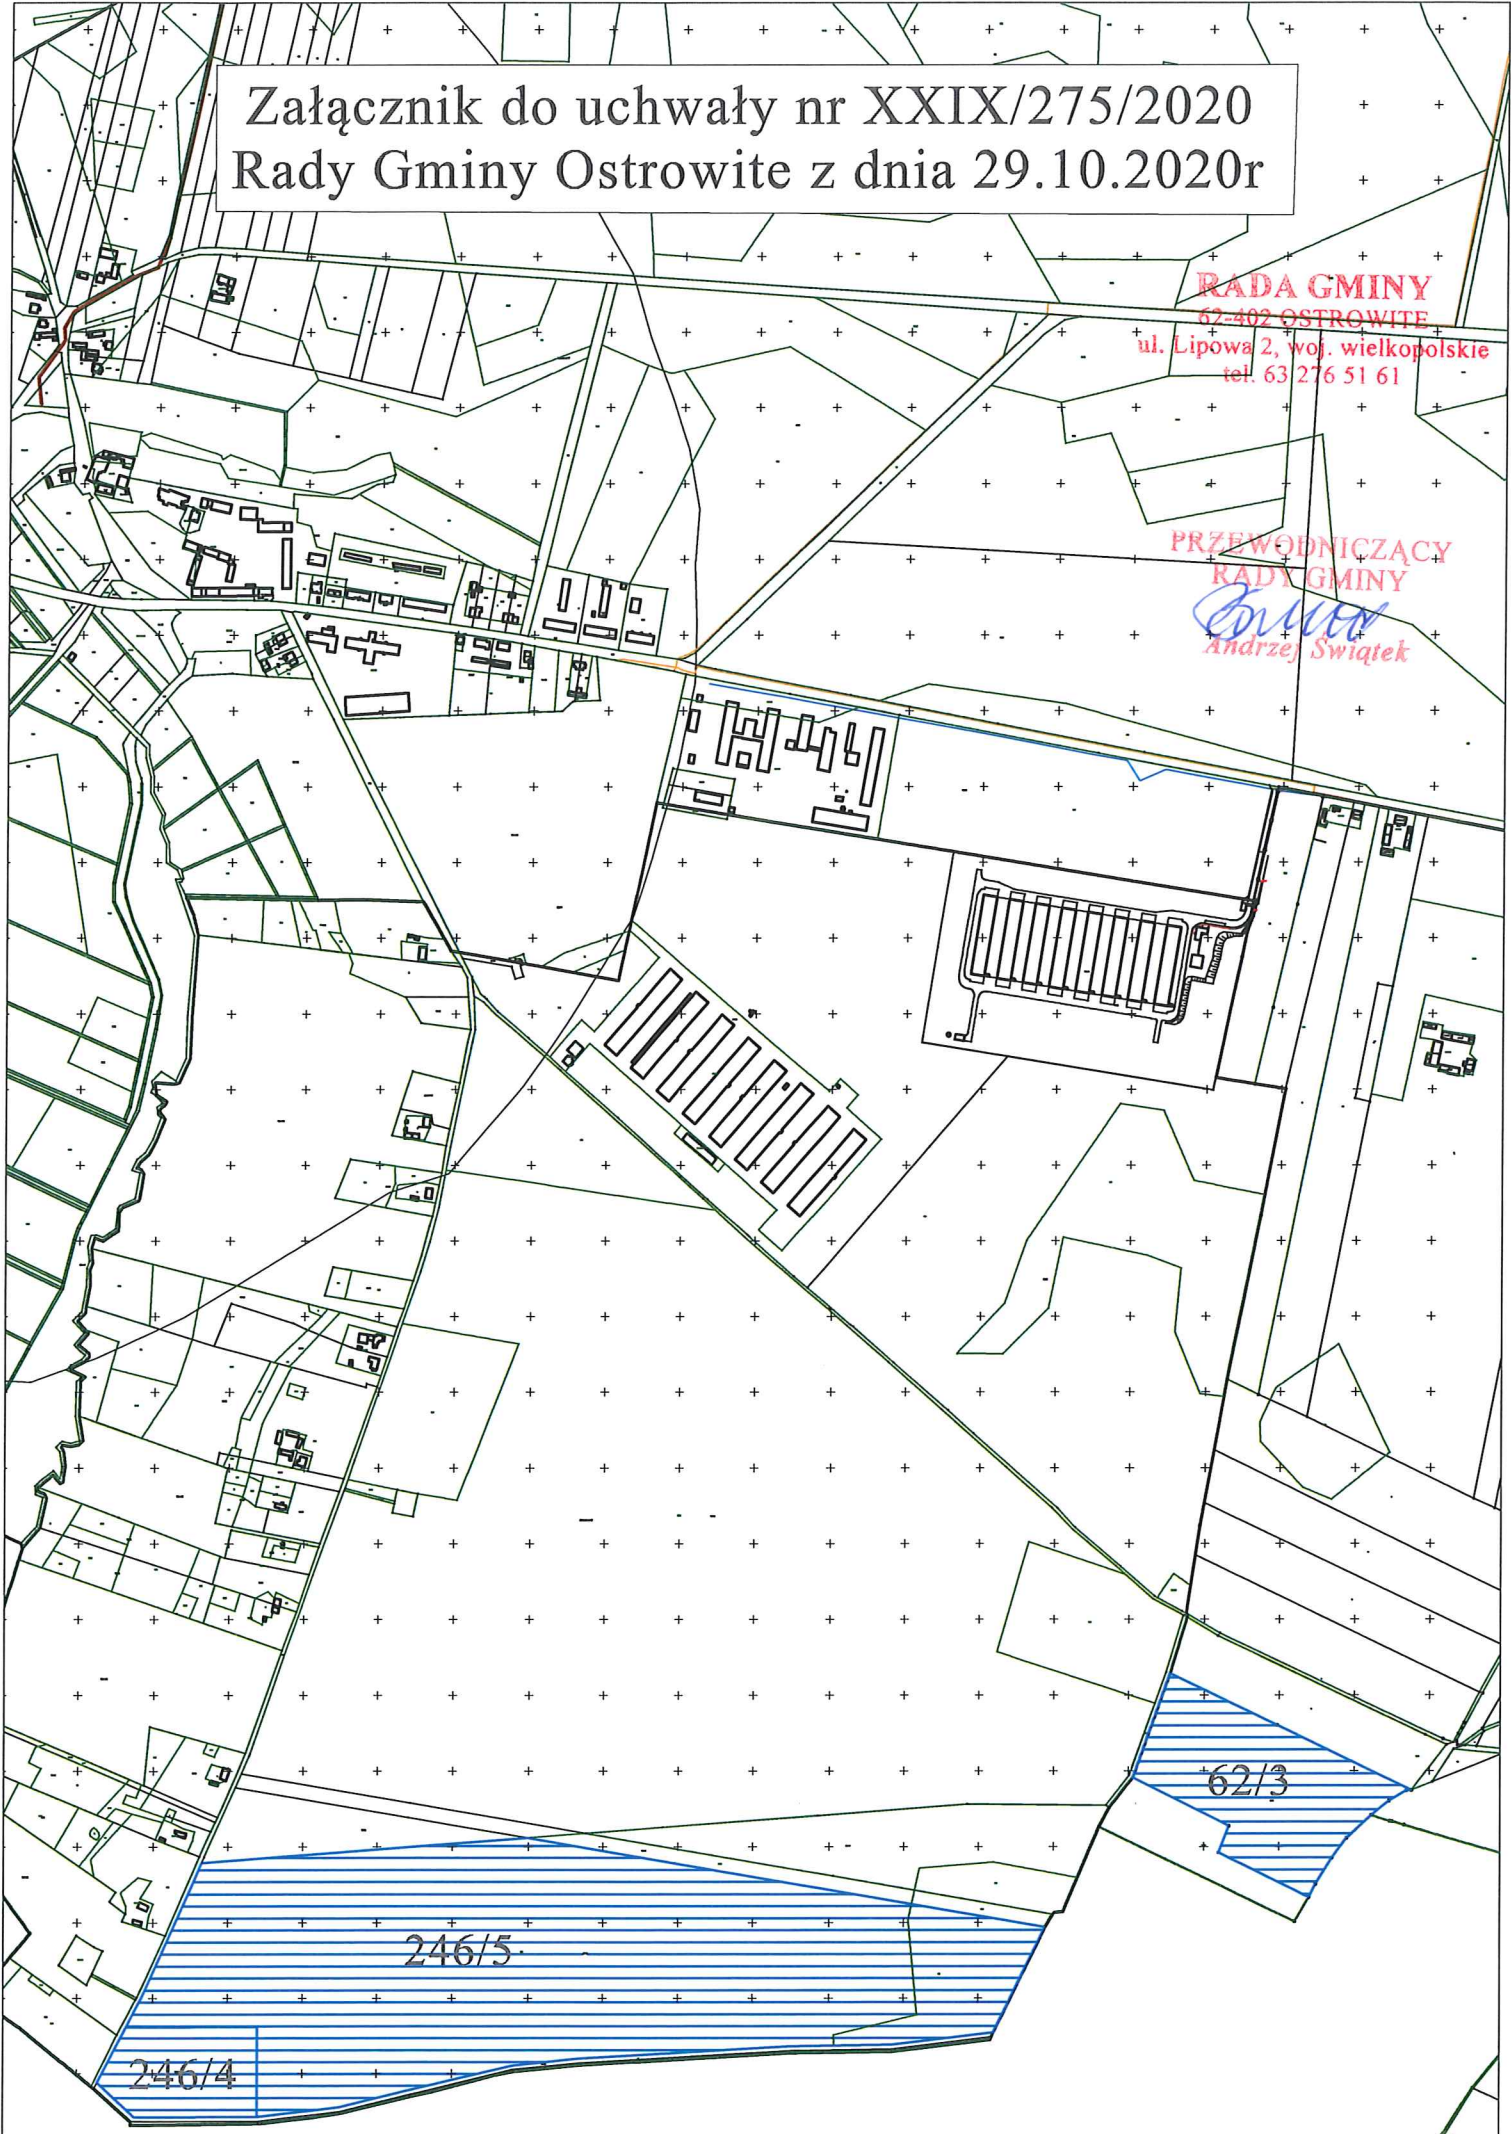 Załącznik do uchwały nr XXIX/275/2020
Rady Gminy Ostrowite z dnia 29.10.2020r
RADA GMINY
62-402 OSTROWITE
ul. Lipowa 2, woj. wielkopolskie
tel. 63 276 51 61
PRZEWODNICZĄCY
RADY GMINY
Andrzej Świątek
62/3
246/5
246/4